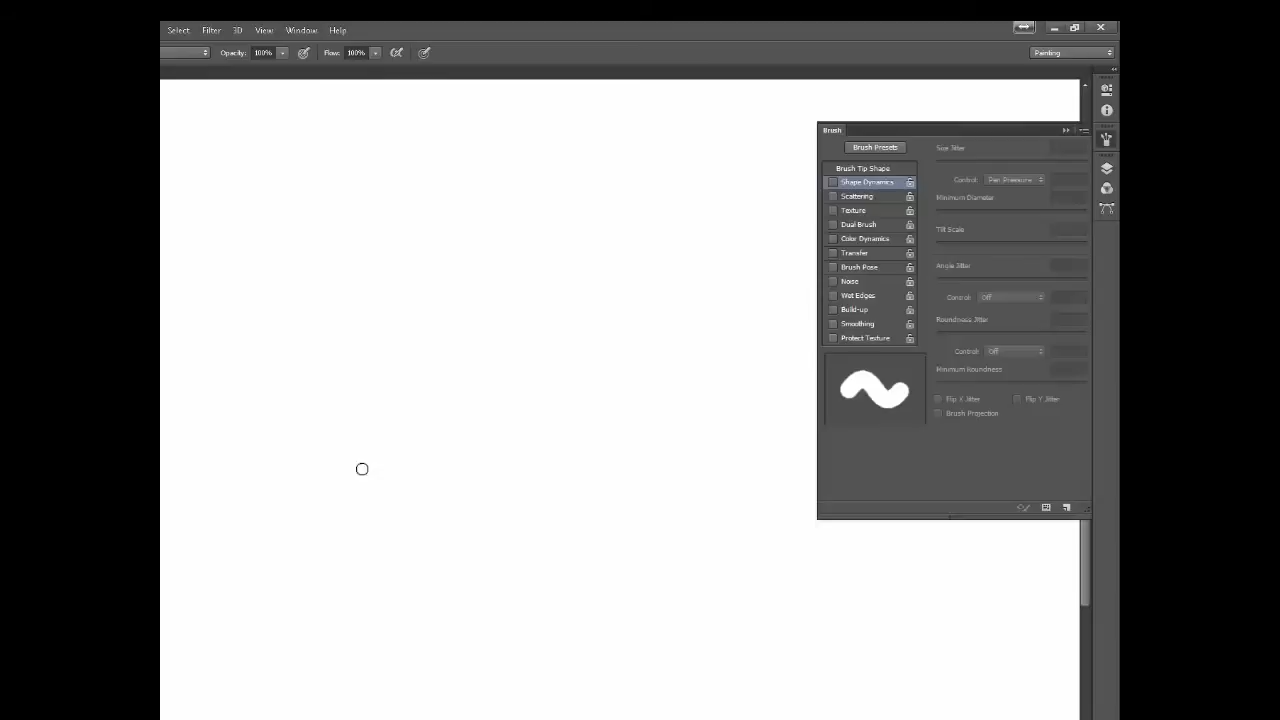 Select Filter 3D View Window Help
Opacity: 100% Flow: 100% Painting
Brush
Brush Presets
Brush Tip Shape
Shape Dynamics
Scattering
Texture
Dual Brush
Color Dynamics
Transfer
Brush Pose
Noise
Wet Edges
Build-up
Smoothing
Protect Texture
Size Jitter
Control: Pen Pressure
Minimum Diameter
Tilt Scale
Angle Jitter
Control: Off
Roundness Jitter
Control: Off
Minimum Roundness
Flip X Jitter Flip Y Jitter
Brush Projection